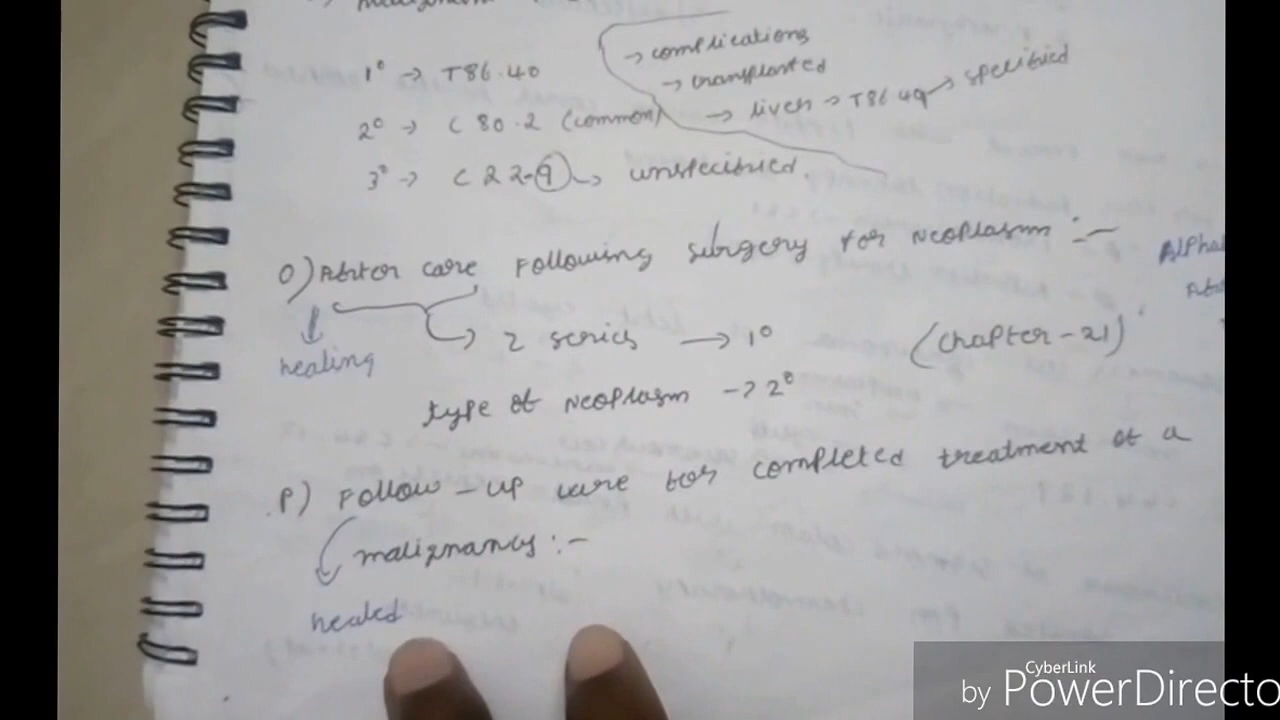 → complications
1° → T86.40
→ transplanted
2° → C 80.2 (common)
→ liver → T86.49 → specified
3° → C 22.9 → unspecified.
O) After care following surgery for Neoplasm :-
healing
→ 2 series → 1° (Chapter-21)
type of Neoplasm → 2°
P) Follow-up care for completed treatment of a
malignancy :-
healed
CyberLink
by PowerDirecto